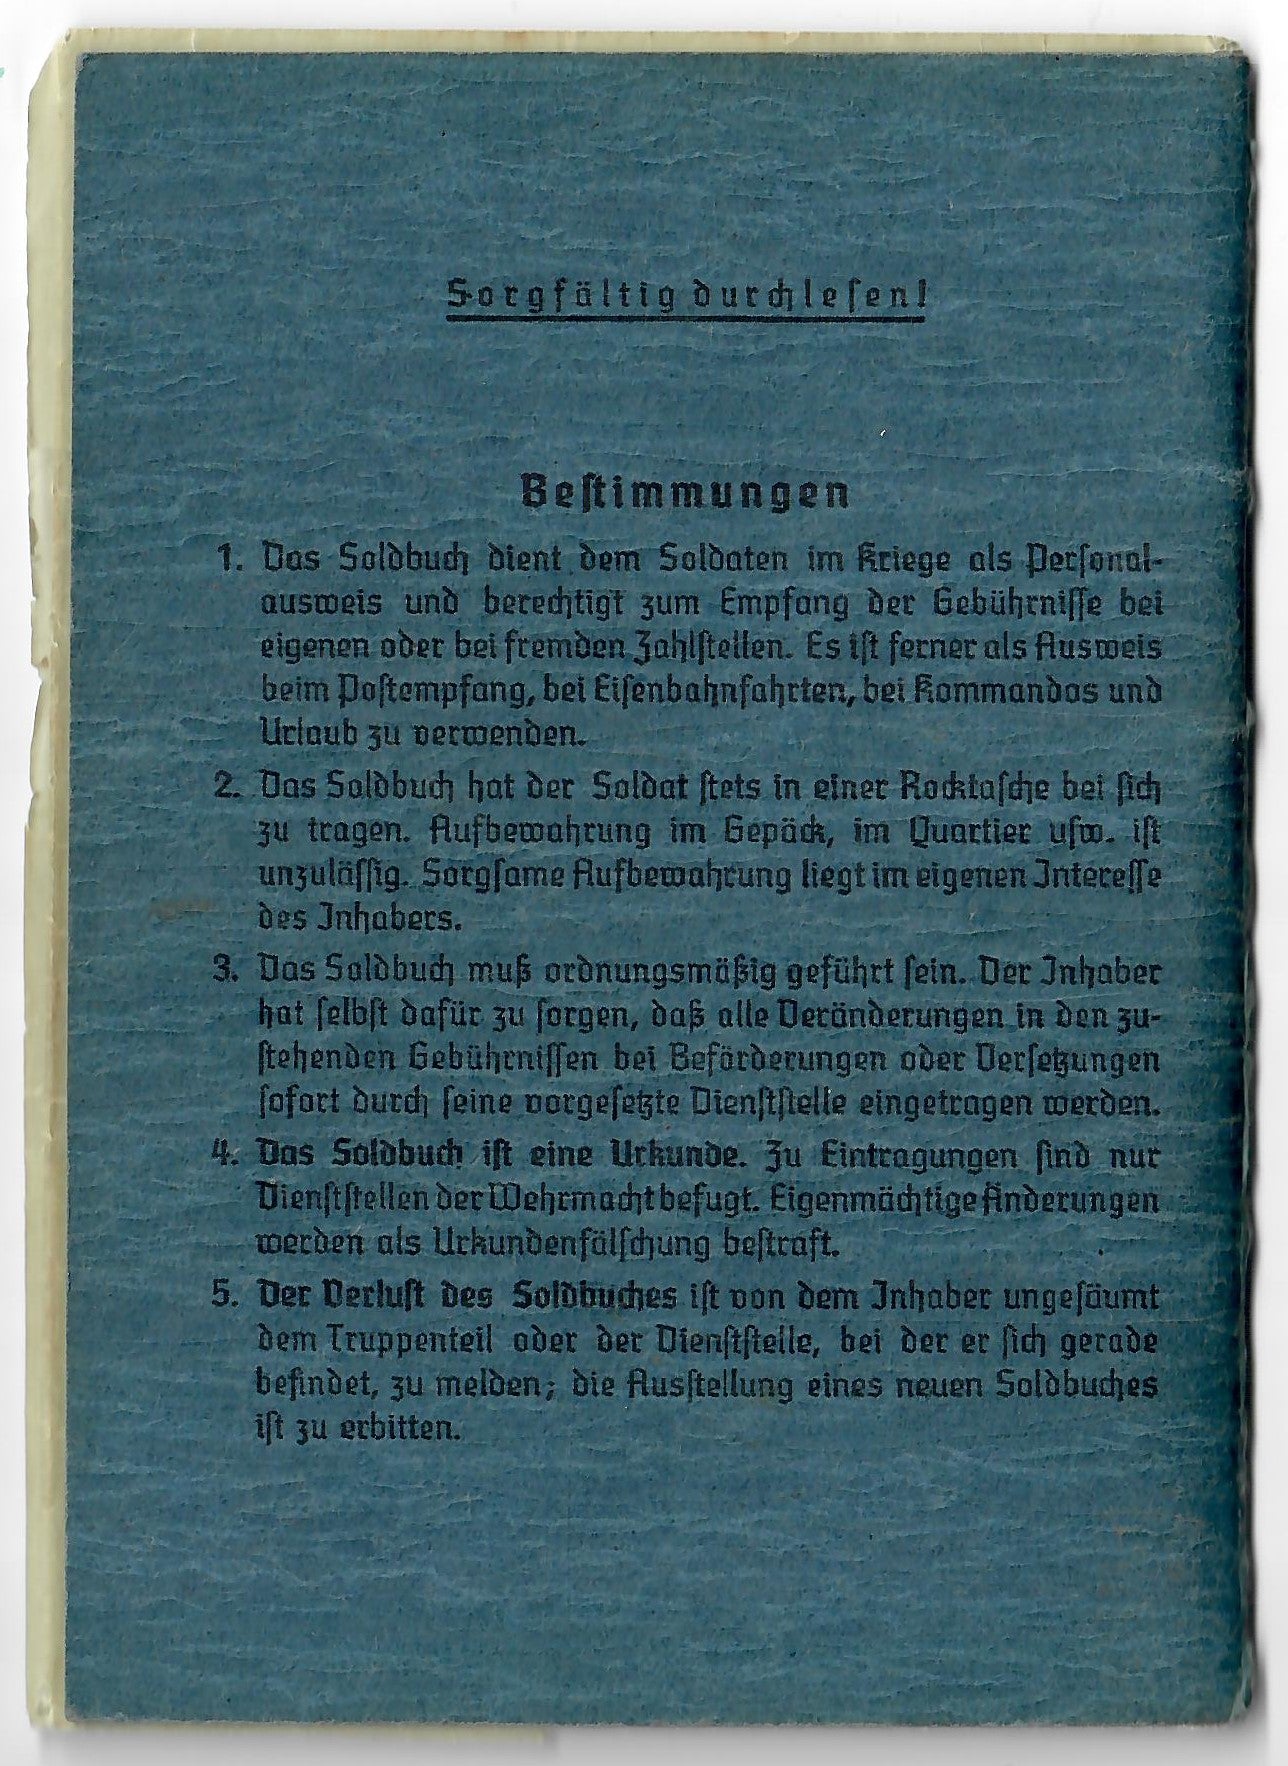 Sorgfältig durchlesen!
Bestimmungen
1. Das Soldbuch dient dem Soldaten im Kriege als Personal-
ausweis und berechtigt zum Empfang der Gebührnisse bei
eigenen oder bei fremden Zahlstellen. Es ist ferner als Ausweis
beim Postempfang, bei Eisenbahnfahrten, bei Kommandos und
Urlaub zu verwenden.
2. Das Soldbuch hat der Soldat stets in einer Rocktasche bei sich
zu tragen. Aufbewahrung im Gepäck, im Quartier usw. ist
unzulässig. Sorgsame Aufbewahrung liegt im eigenen Interesse
des Inhabers.
3. Das Soldbuch muß ordnungsmäßig geführt sein. Der Inhaber
hat selbst dafür zu sorgen, daß alle Veränderungen in den zu-
stehenden Gebührnissen bei Beförderungen oder Versetzungen
sofort durch seine vorgesetzte Dienststelle eingetragen werden.
4. Das Soldbuch ist eine Urkunde. Zu Eintragungen sind nur
Dienststellen der Wehrmacht befugt. Eigenmächtige Änderungen
werden als Urkundenfälschung bestraft.
5. Der Verlust des Soldbuches ist von dem Inhaber ungesäumt
dem Truppenteil oder der Dienststelle, bei der er sich gerade
befindet, zu melden; die Ausstellung eines neuen Soldbuches
ist zu erbitten.